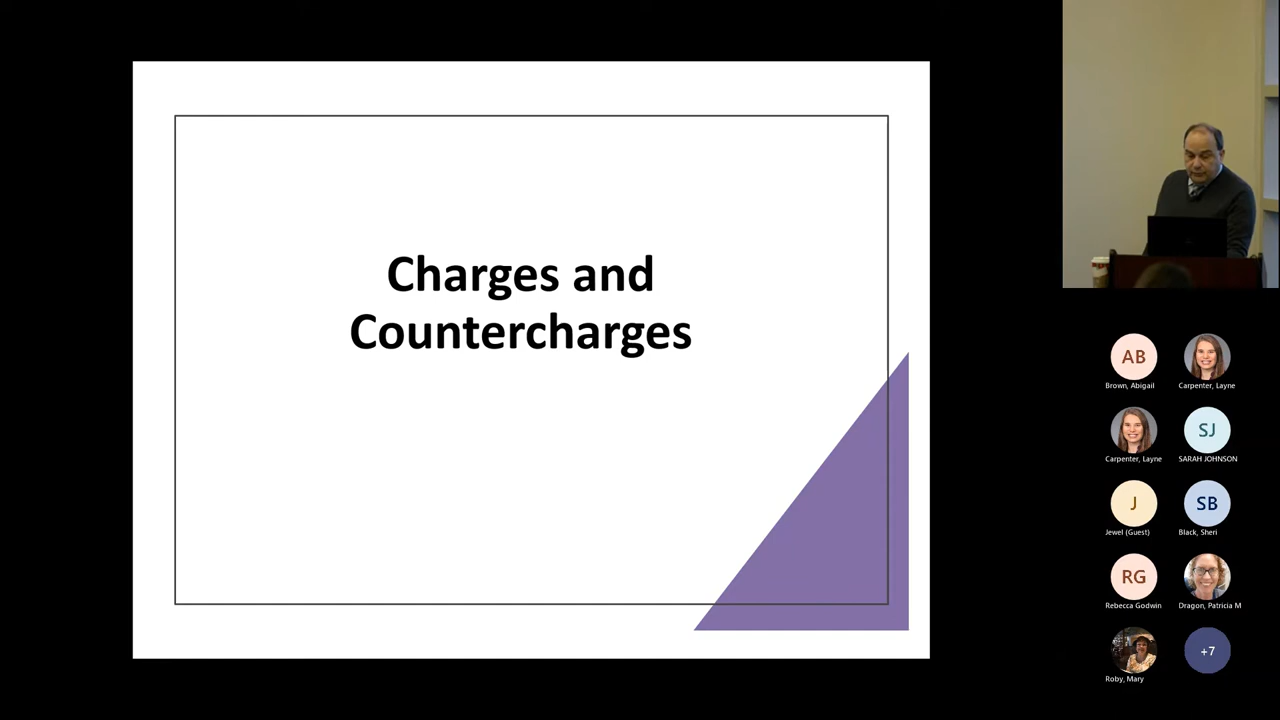 Charges and
Countercharges
AB
Brown, Abigail
Carpenter, Layne
Carpenter, Layne
SJ
SARAH JOHNSON
J
Jewel (Guest)
SB
Black, Sheri
RG
Rebecca Godwin
Dragon, Patricia M
Roby, Mary
+7